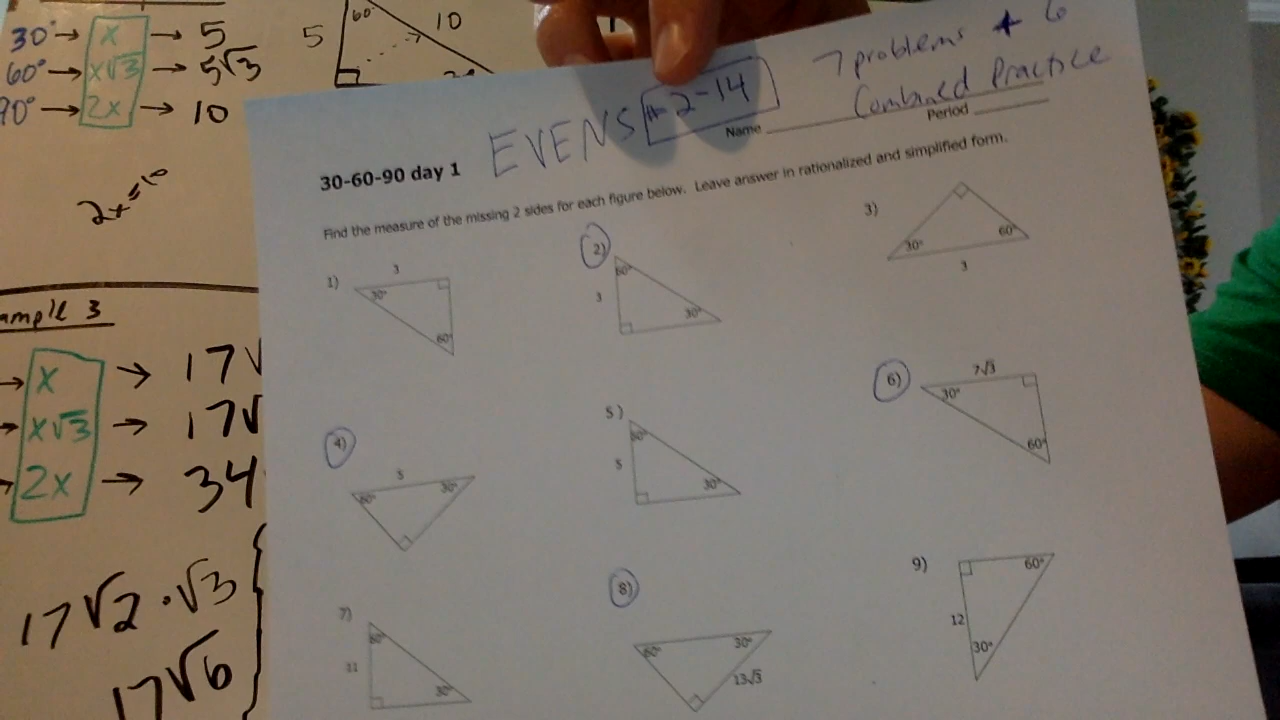 30° → x → 5
60° → x√3 → 5√3
90° → 2x → 10
2x=10
5 60° 10
ample 3
→ x → 17√
→ x√3 → 17√
→ 2x → 34
17√2 · √3
17√6
EVENS #2-14
7 problems + 6
Combined Practice
Name Period
30-60-90 day 1
Find the measure of the missing 2 sides for each figure below. Leave answer in rationalized and simplified form.
1) 3 30° 60°
2) 60° 3 30°
3) 30° 60° 3
4) 5 60° 30°
5) 60° 5 30°
6) 7√3 30° 60°
7) 60° 11 30°
8) 60° 30° 13√3
9) 60° 12 30°